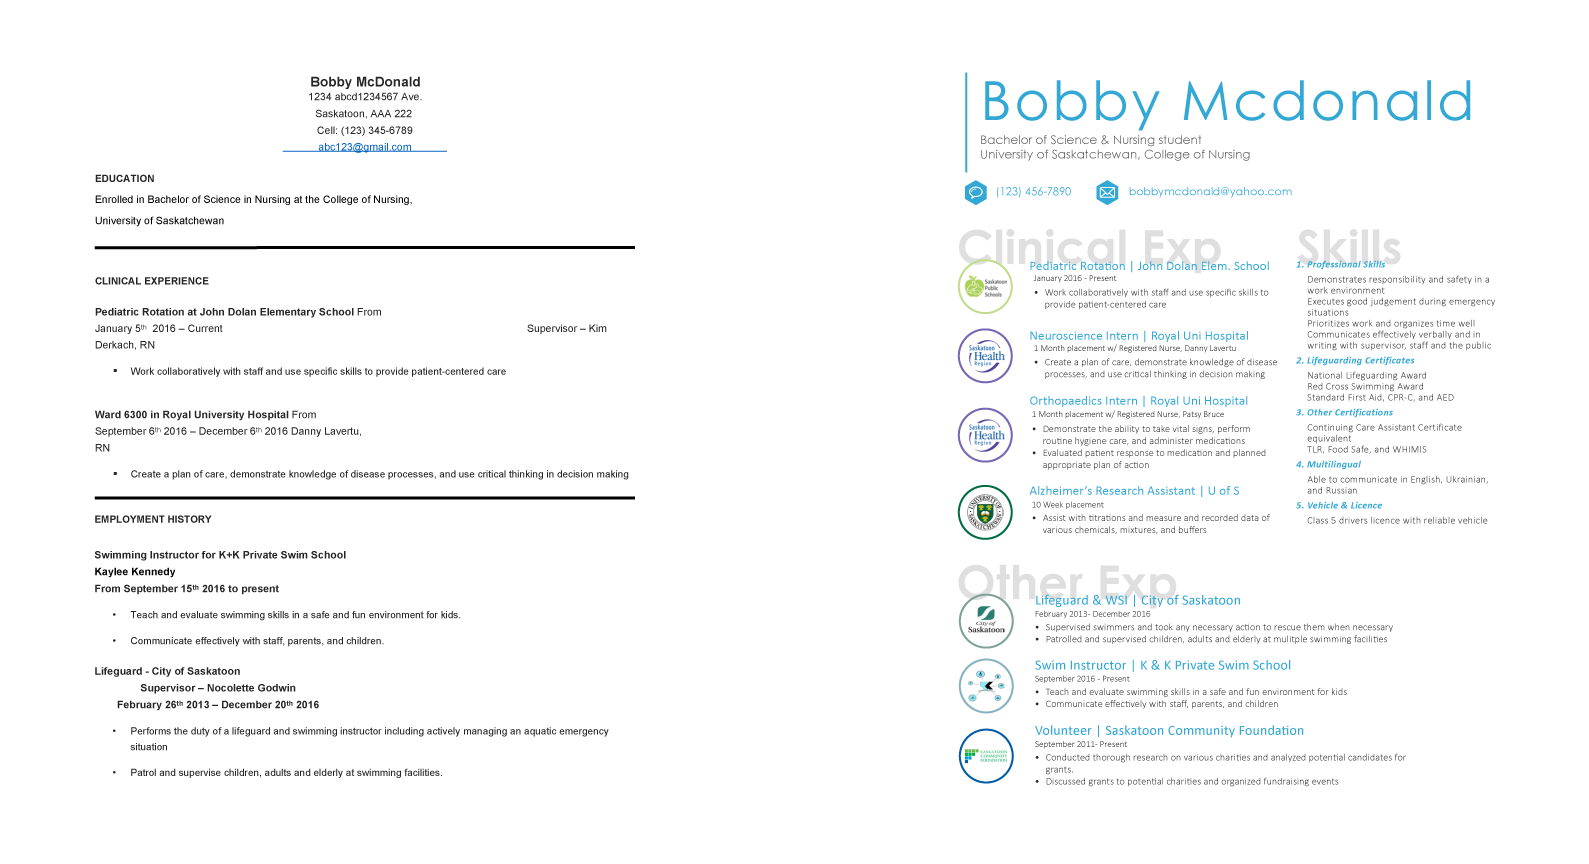 Bobby McDonald
1234 abcd1234567 Ave.
Saskatoon, AAA 222
Cell: (123) 345-6789
abc123@gmail.com
EDUCATION
Enrolled in Bachelor of Science in Nursing at the College of Nursing,
University of Saskatchewan
CLINICAL EXPERIENCE
Pediatric Rotation at John Dolan Elementary School From
January 5th 2016 – Current Supervisor – Kim
Derkach, RN
▪ Work collaboratively with staff and use specific skills to provide patient-centered care
Ward 6300 in Royal University Hospital From
September 6th 2016 – December 6th 2016 Danny Lavertu,
RN
▪ Create a plan of care, demonstrate knowledge of disease processes, and use critical thinking in decision making
EMPLOYMENT HISTORY
Swimming Instructor for K+K Private Swim School
Kaylee Kennedy
From September 15th 2016 to present
• Teach and evaluate swimming skills in a safe and fun environment for kids.
• Communicate effectively with staff, parents, and children.
Lifeguard - City of Saskatoon
Supervisor – Nocolette Godwin
February 26th 2013 – December 20th 2016
• Performs the duty of a lifeguard and swimming instructor including actively managing an aquatic emergency
situation
• Patrol and supervise children, adults and elderly at swimming facilities.
Bobby Mcdonald
Bachelor of Science & Nursing student
University of Saskatchewan, College of Nursing
(123) 456-7890 bobbymcdonald@yahoo.com
Clinical Exp
Saskatoon
Public
Schools
Pediatric Rotation | John Dolan Elem. School
January 2016 - Present
• Work collaboratively with staff and use specific skills to
provide patient-centered care
Saskatoon
Health
Region
Neuroscience Intern | Royal Uni Hospital
1 Month placement w/ Registered Nurse, Danny Lavertu
• Create a plan of care, demonstrate knowledge of disease
processes, and use critical thinking in decision making
Saskatoon
Health
Region
Orthopaedics Intern | Royal Uni Hospital
1 Month placement w/ Registered Nurse, Patsy Bruce
• Demonstrate the ability to take vital signs, perform
routine hygiene care, and administer medications
• Evaluated patient response to medication and planned
appropriate plan of action
UNIVERSITY OF
SASKATCHEWAN
Alzheimer's Research Assistant | U of S
10 Week placement
• Assist with titrations and measure and recorded data of
various chemicals, mixtures, and buffers
Skills
1. Professional Skills
Demonstrates responsibility and safety in a
work environment
Executes good judgement during emergency
situations
Prioritizes work and organizes time well
Communicates effectively verbally and in
writing with supervisor, staff and the public
2. Lifeguarding Certificates
National Lifeguarding Award
Red Cross Swimming Award
Standard First Aid, CPR-C, and AED
3. Other Certifications
Continuing Care Assistant Certificate
equivalent
TLR, Food Safe, and WHIMIS
4. Multilingual
Able to communicate in English, Ukrainian,
and Russian
5. Vehicle & Licence
Class 5 drivers licence with reliable vehicle
Other Exp
City of
Saskatoon
Lifeguard & WSI | City of Saskatoon
February 2013- December 2016
• Supervised swimmers and took any necessary action to rescue them when necessary
• Patrolled and supervised children, adults and elderly at mulitple swimming facilities
Swim Instructor | K & K Private Swim School
September 2016 - Present
• Teach and evaluate swimming skills in a safe and fun environment for kids
• Communicate effectively with staff, parents, and children
SASKATOON
COMMUNITY
FOUNDATION
Volunteer | Saskatoon Community Foundation
September 2011- Present
• Conducted thorough research on various charities and analyzed potential candidates for
grants.
• Discussed grants to potential charities and organized fundraising events